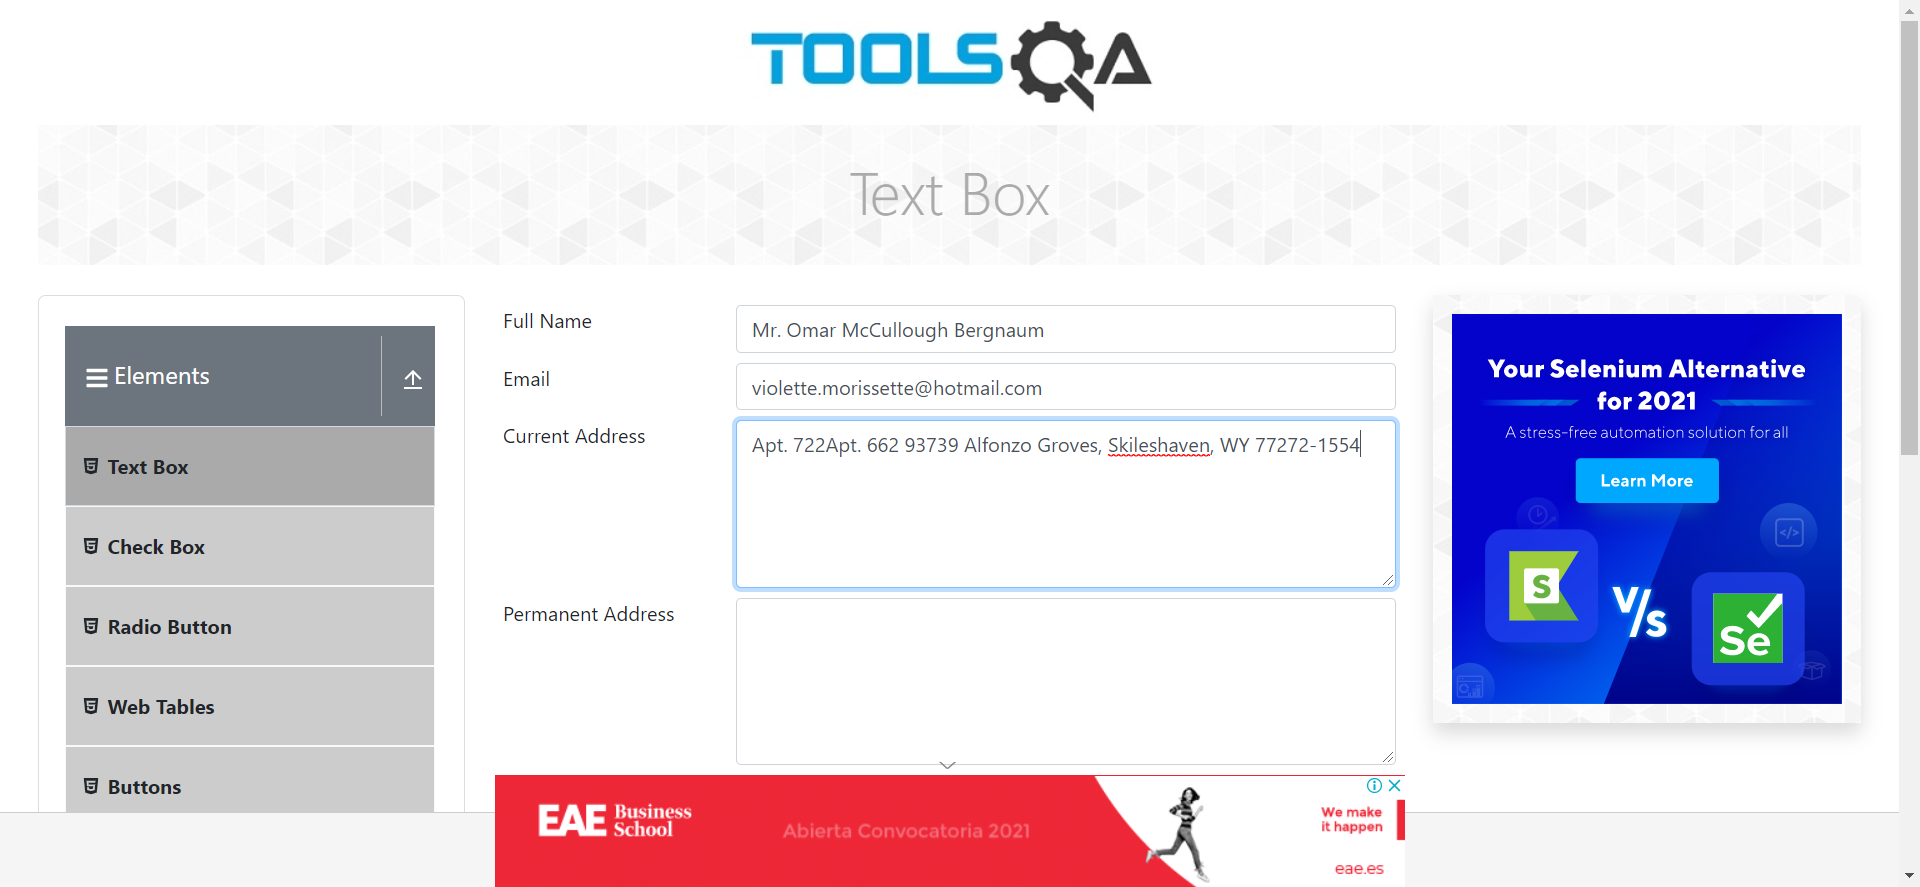 TOOLSQA
Text Box
Elements
Text Box
Check Box
Radio Button
Web Tables
Buttons
Full Name
Mr. Omar McCullough Bergnaum
Email
violette.morissette@hotmail.com
Current Address
Apt. 722Apt. 662 93739 Alfonzo Groves, Skileshaven, WY 77272-1554
Permanent Address
Your Selenium Alternative
for 2021
A stress-free automation solution for all
Learn More
</>
S
V/s
Se
EAE Business
School
Abierta Convocatoria 2021
We make
it happen
eae.es